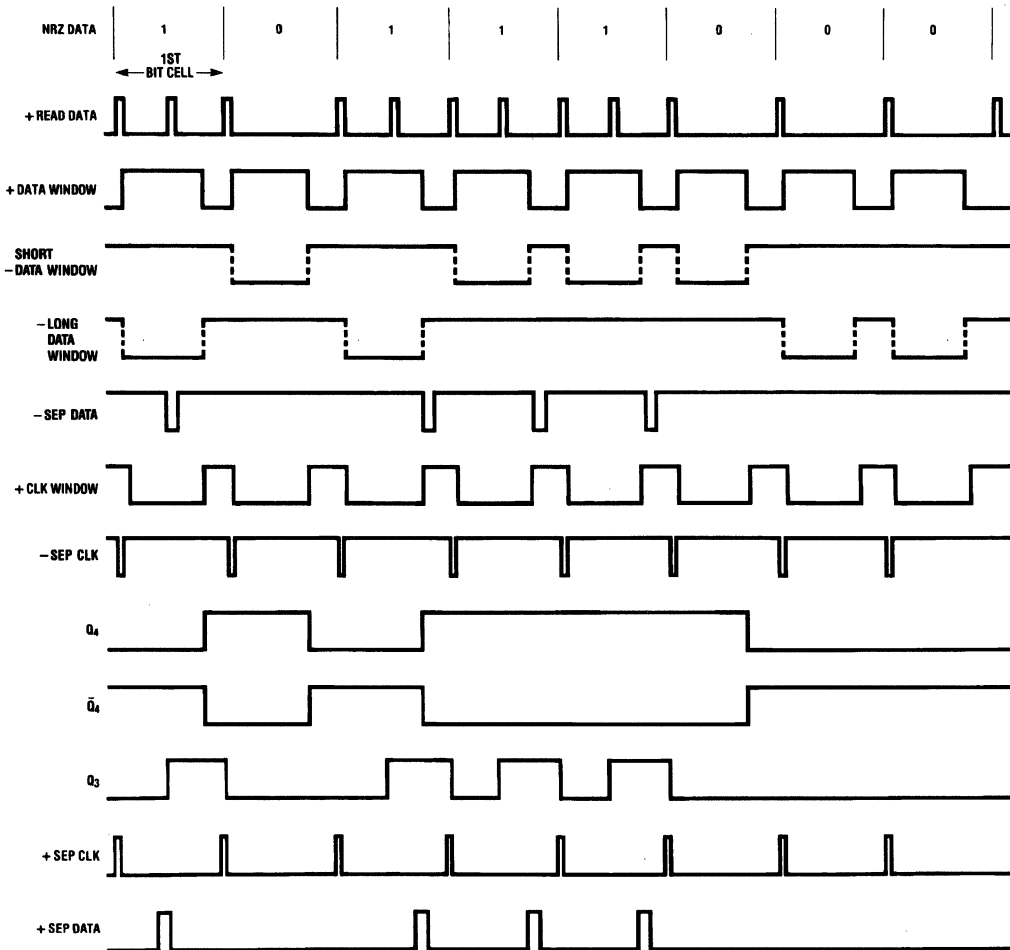 NRZ DATA 1 0 1 1 1 0 0 0
1ST
BIT CELL
+ READ DATA
+ DATA WINDOW
SHORT
– DATA WINDOW
– LONG
DATA
WINDOW
– SEP DATA
+ CLK WINDOW
– SEP CLK
Q₄
Q̄₄
Q₃
+ SEP CLK
+ SEP DATA